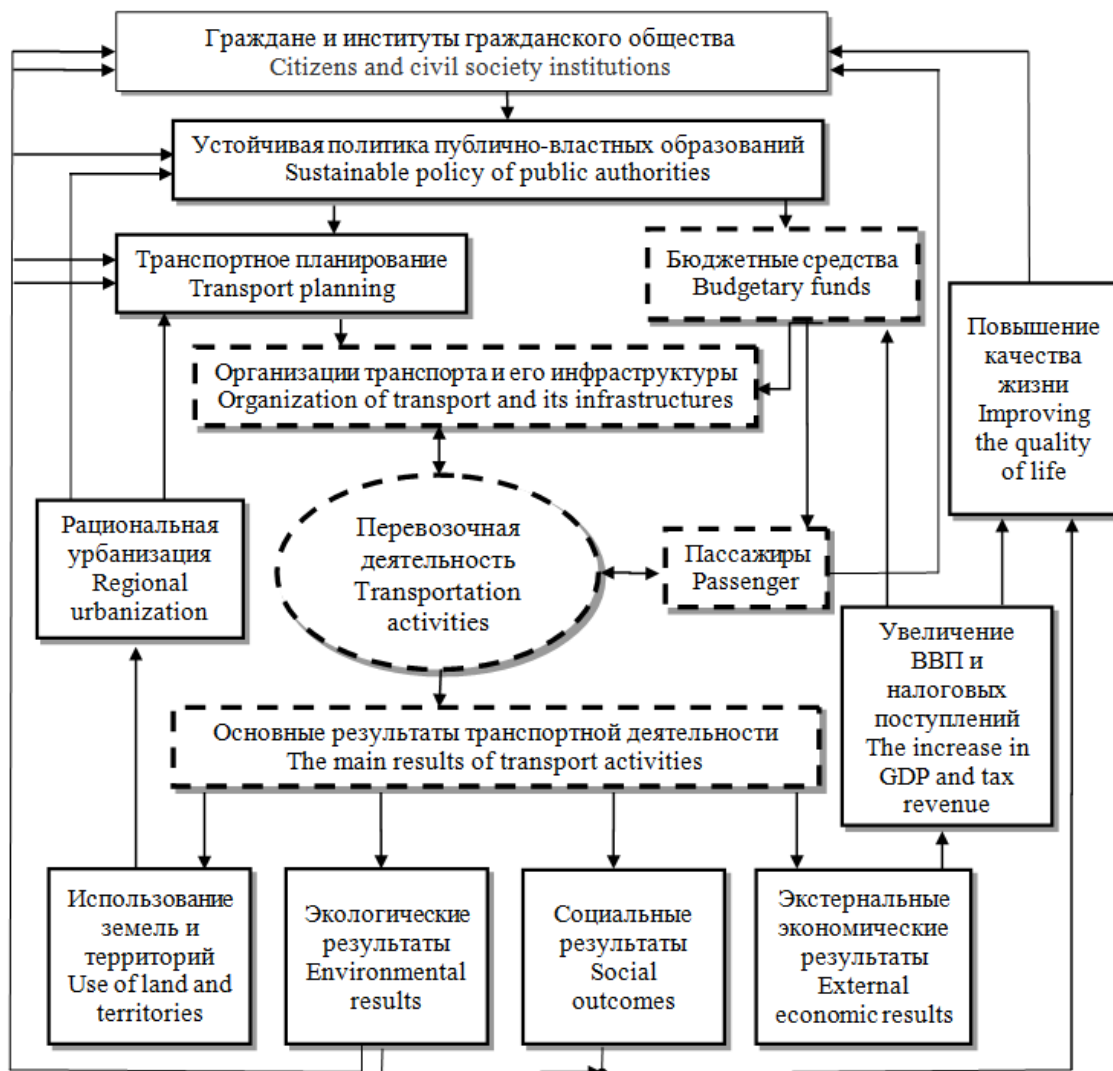 Граждане и институты гражданского общества
Citizens and civil society institutions
Устойчивая политика публично-властных образований
Sustainable policy of public authorities
Транспортное планирование
Transport planning
Бюджетные средства
Budgetary funds
Повышение
качества
жизни
Improving
the quality
of life
Организации транспорта и его инфраструктуры
Organization of transport and its infrastructures
Рациональная
урбанизация
Regional
urbanization
Перевозочная
деятельность
Transportation
activities
Пассажиры
Passenger
Увеличение
ВВП и
налоговых
поступлений
The increase in
GDP and tax
revenue
Основные результаты транспортной деятельности
The main results of transport activities
Использование
земель и
территорий
Use of land and
territories
Экологические
результаты
Environmental
results
Социальные
результаты
Social
outcomes
Экстернальные
экономические
результаты
External
economic results